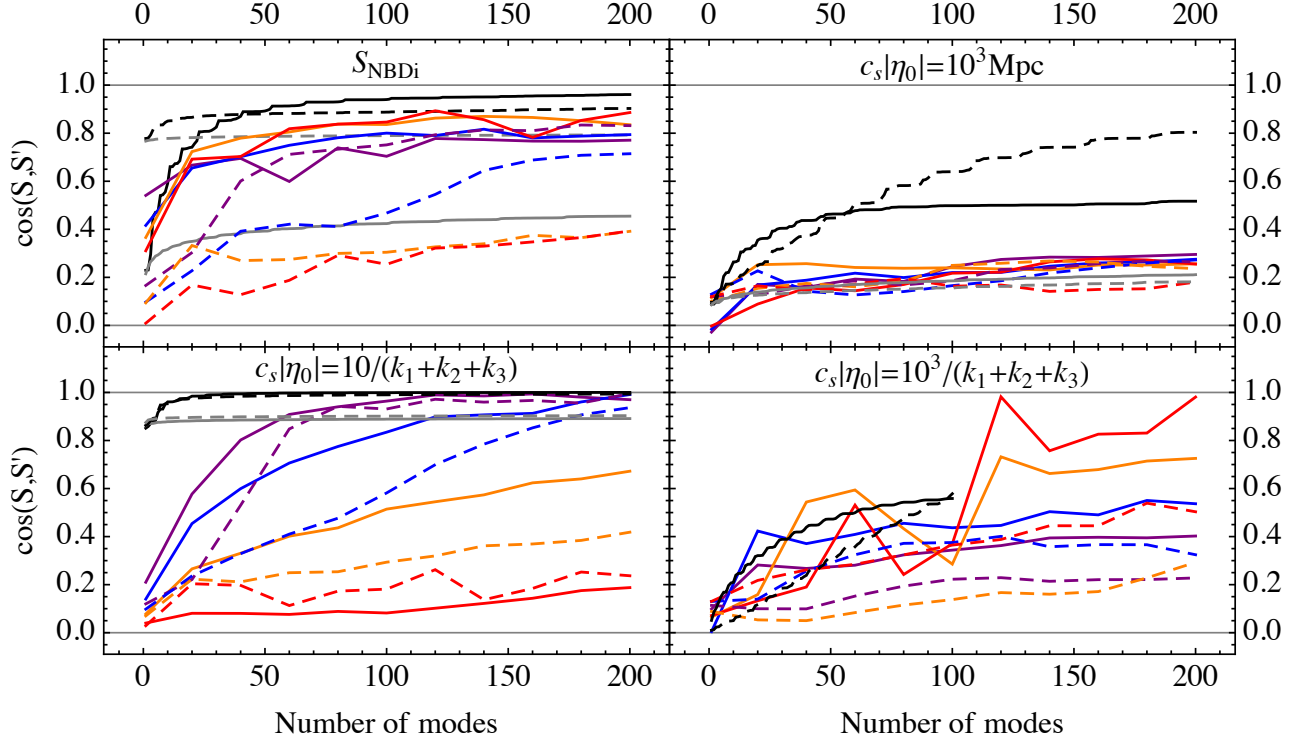 0 50 100 150 200 0 50 100 150 200
S_NBDi
c_s|η_0|=10^3Mpc
cos(S,S')
1.0 1.0
0.8 0.8
0.6 0.6
0.4 0.4
0.2 0.2
0.0 0.0
c_s|η_0|=10/(k_1+k_2+k_3)
c_s|η_0|=10^3/(k_1+k_2+k_3)
cos(S,S')
1.0 1.0
0.8 0.8
0.6 0.6
0.4 0.4
0.2 0.2
0.0 0.0
0 50 100 150 200 0 50 100 150 200
Number of modes Number of modes